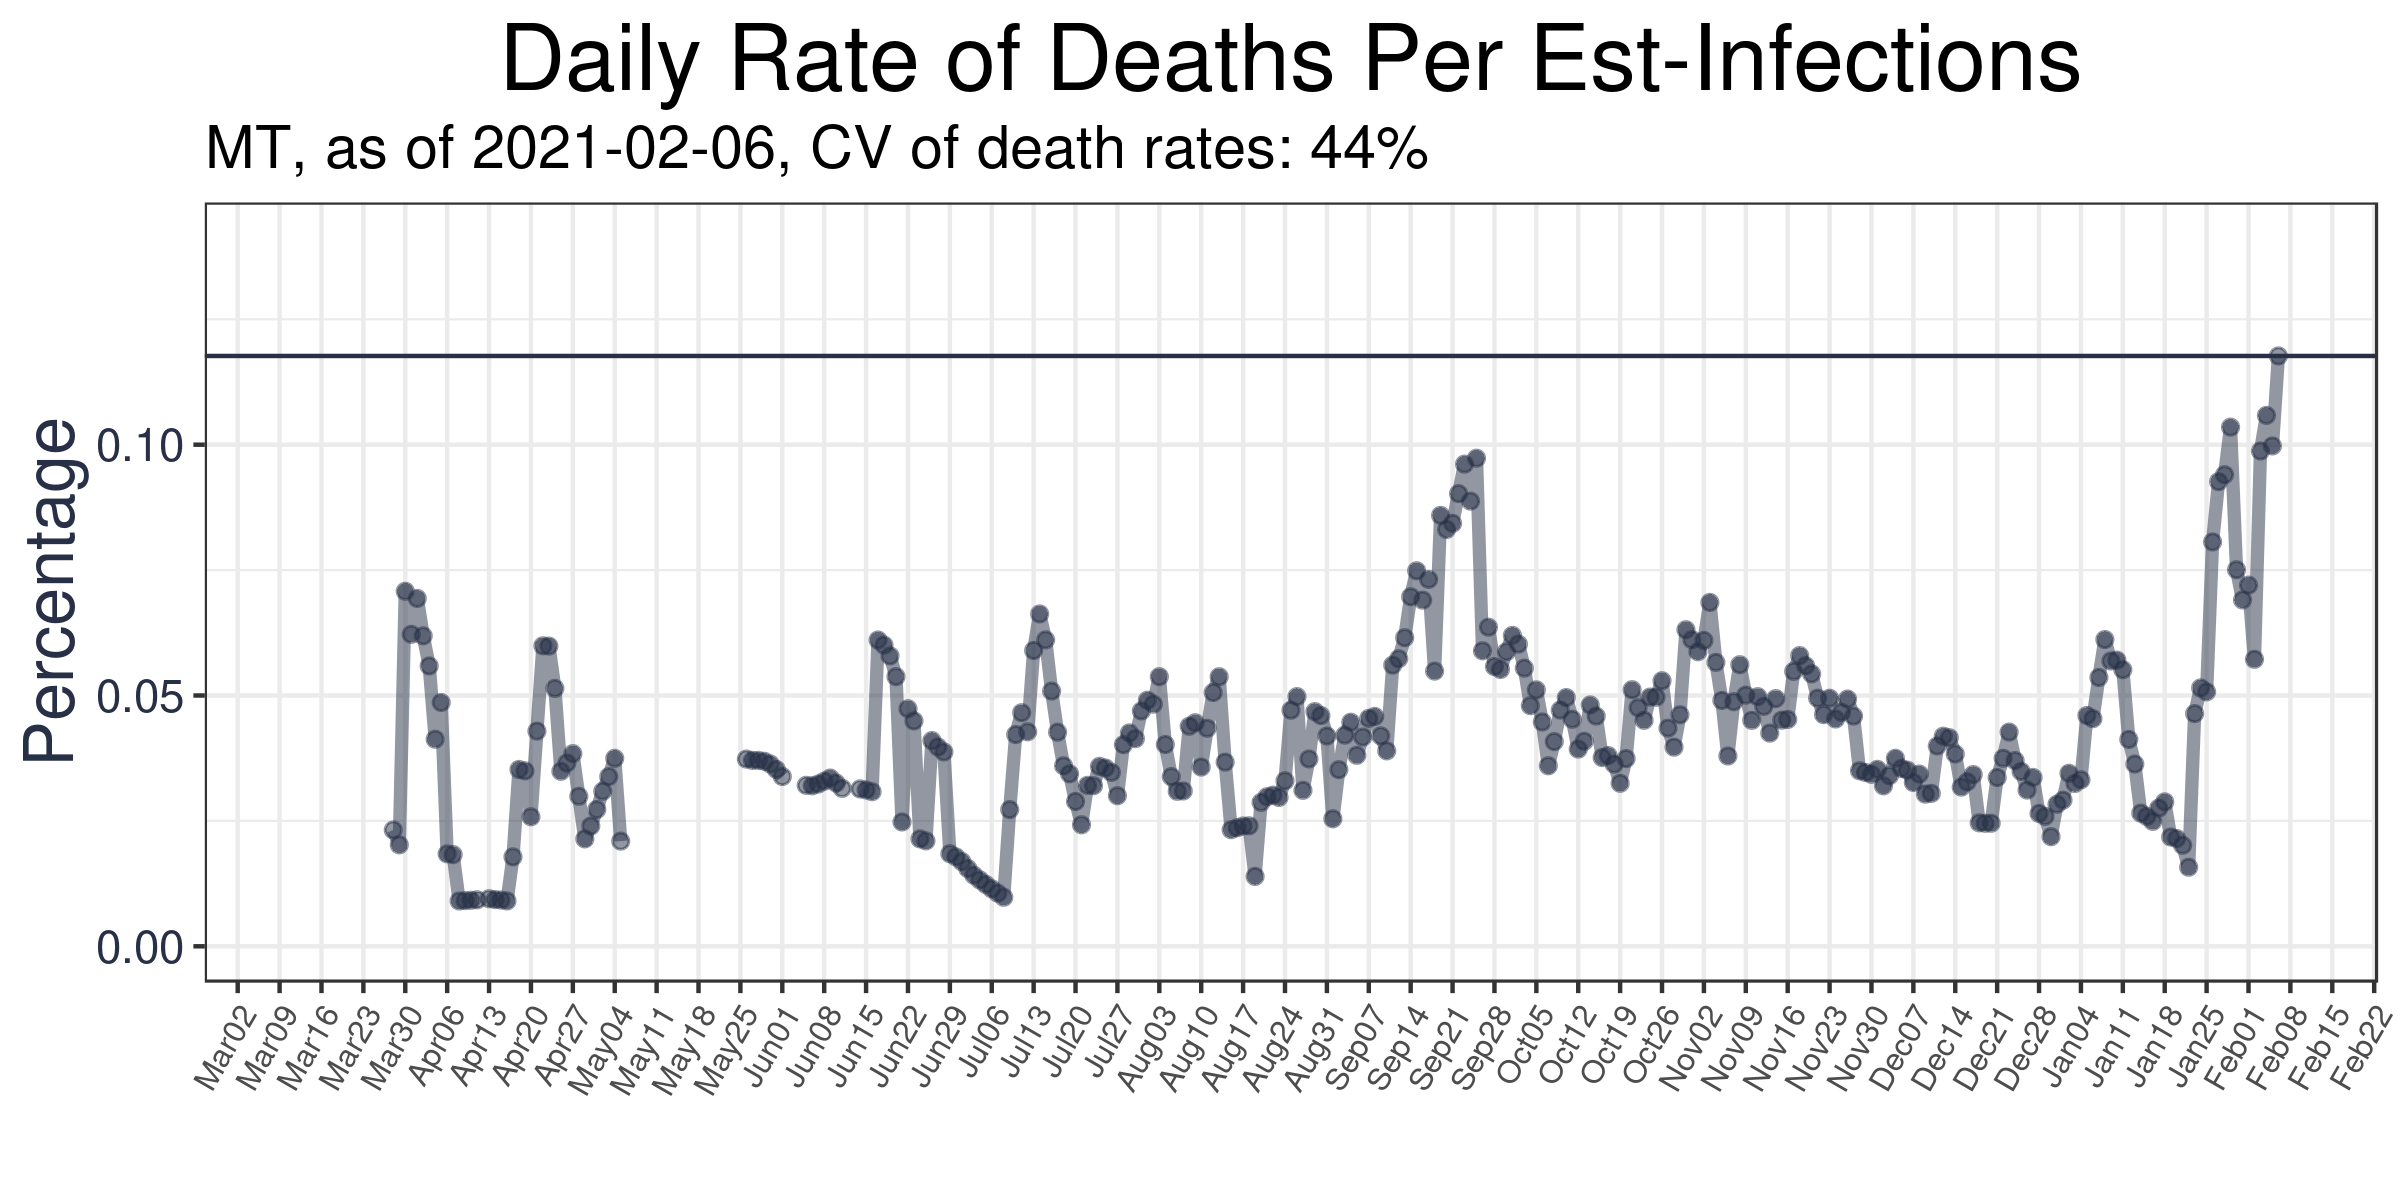 Daily Rate of Deaths Per Est-Infections
MT, as of 2021-02-06, CV of death rates: 44%
Percentage
0.10
0.05
0.00
Mar02 Mar09 Mar16 Mar23 Mar30 Apr06 Apr13 Apr20 Apr27 May04 May11 May18 May25 Jun01 Jun08 Jun15 Jun22 Jun29 Jul06 Jul13 Jul20 Jul27 Aug03 Aug10 Aug17 Aug24 Aug31 Sep07 Sep14 Sep21 Sep28 Oct05 Oct12 Oct19 Oct26 Nov02 Nov09 Nov16 Nov23 Nov30 Dec07 Dec14 Dec21 Dec28 Jan04 Jan11 Jan18 Jan25 Feb01 Feb08 Feb15 Feb22